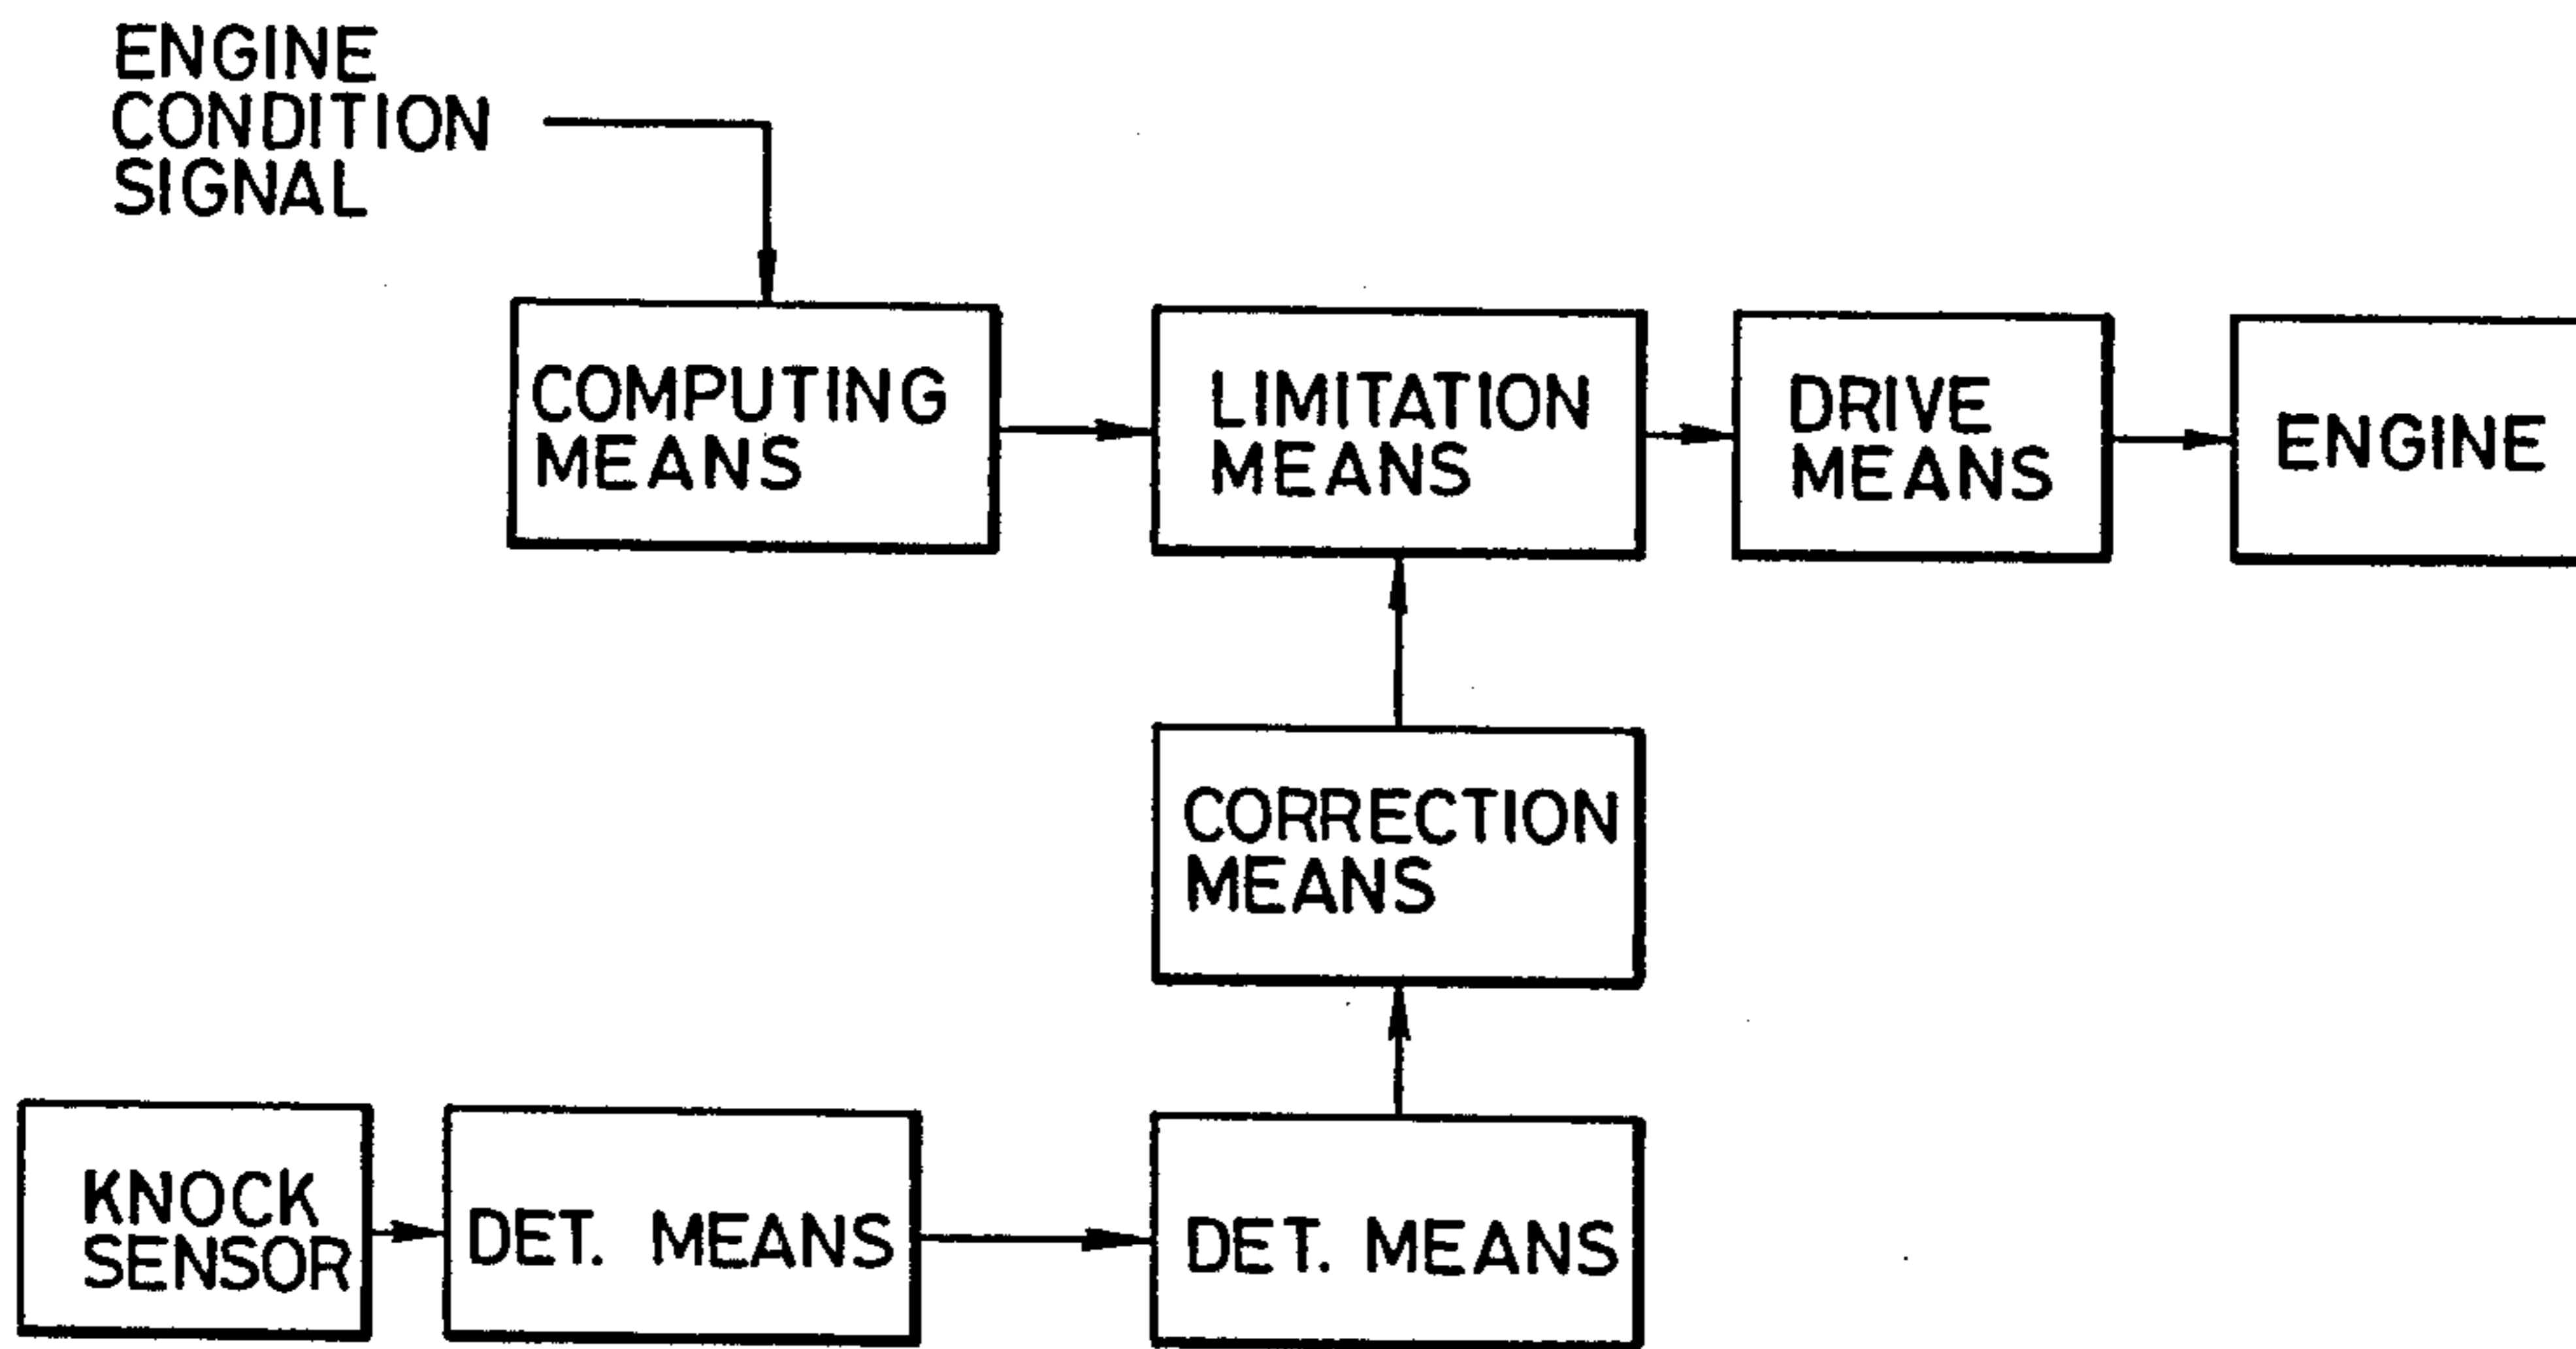 ENGINE
CONDITION
SIGNAL
COMPUTING
MEANS
LIMITATION
MEANS
DRIVE
MEANS
ENGINE
CORRECTION
MEANS
KNOCK
SENSOR
DET. MEANS
DET. MEANS